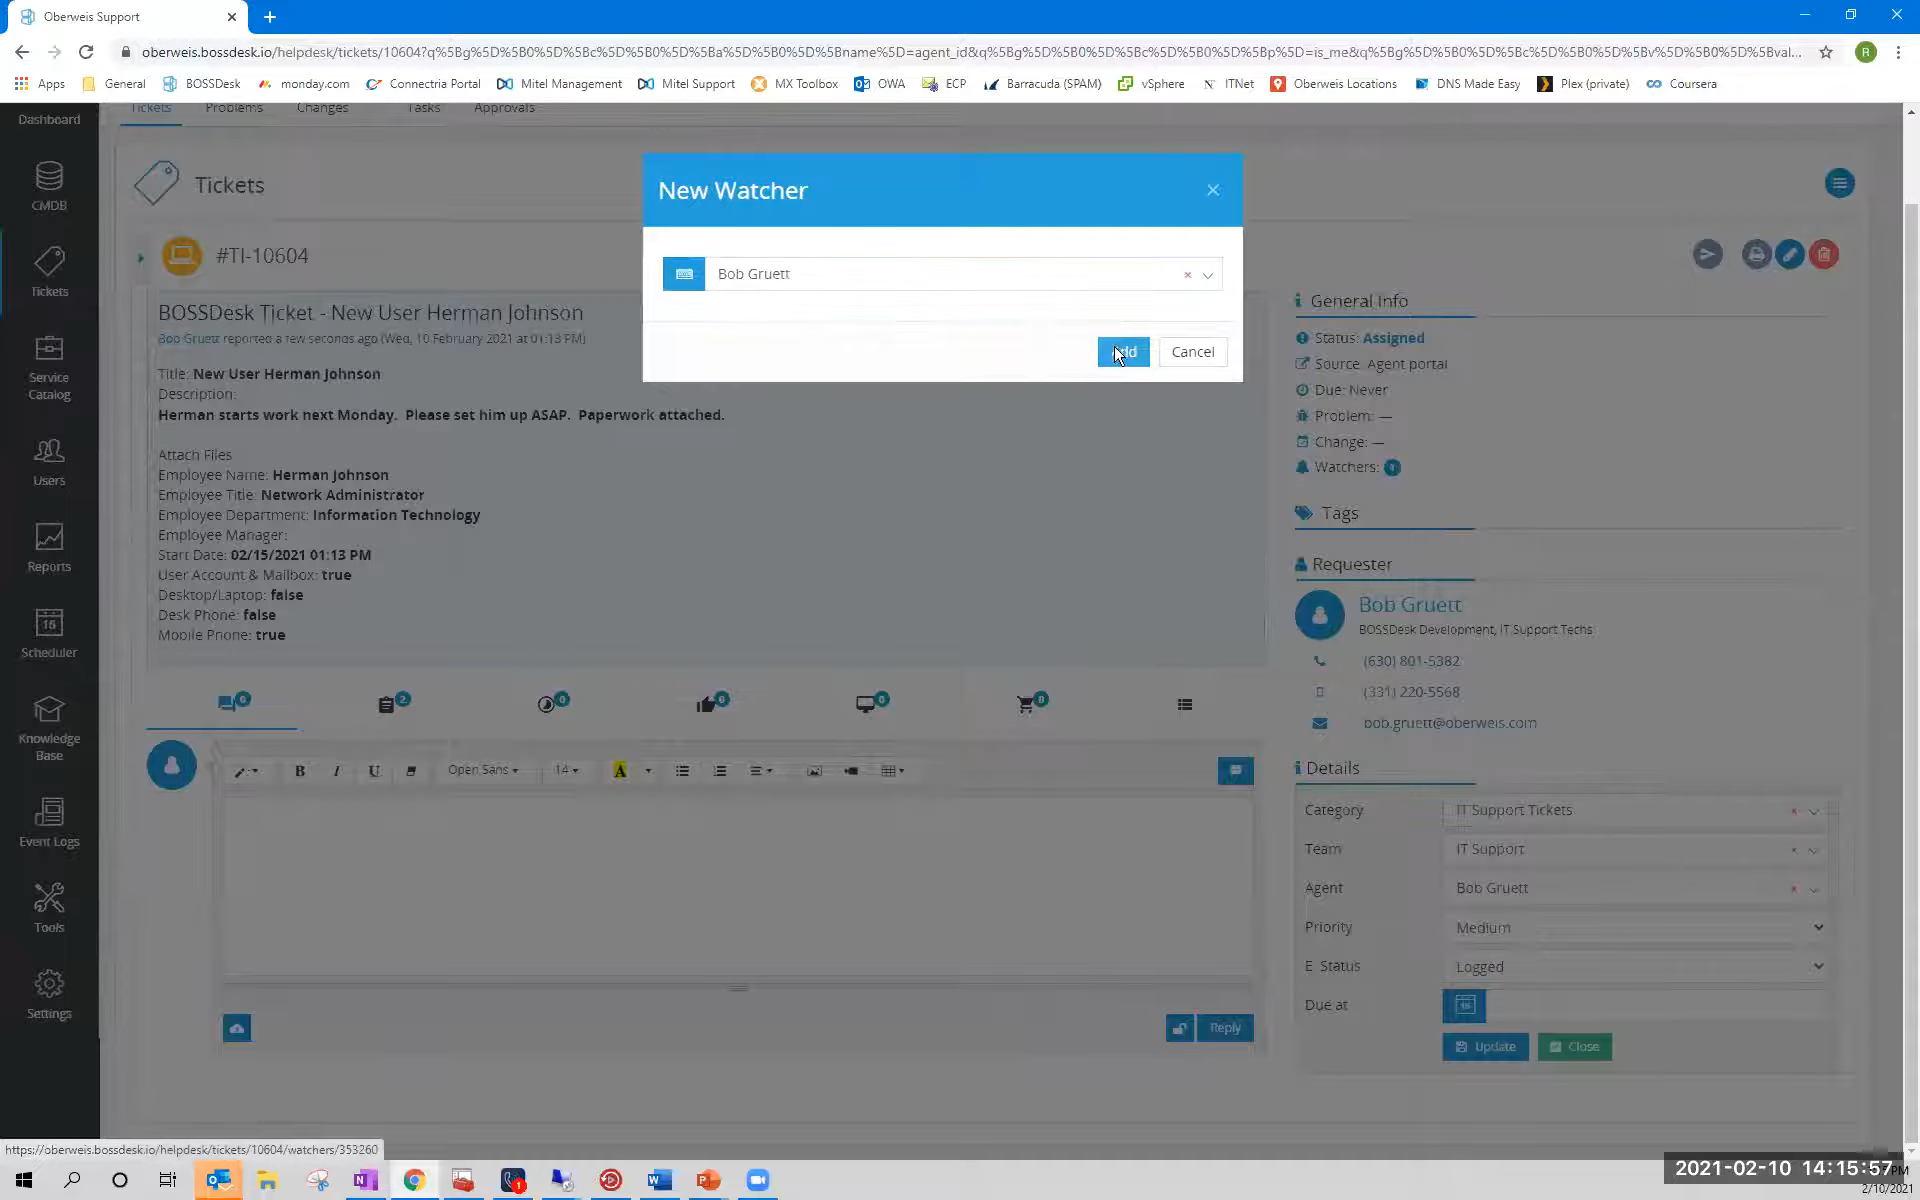 Oberweis Support
oberweis.bossdesk.io/helpdesk/tickets/10604?q%5Bg%5D%5B0%5D%5Bc%5D%5B0%5D%5Ba%5D%5B0%5D%5Bname%5D=agent_id&q%5Bg%5D%5B0%5D%5Bc%5D%5B0%5D%5Bp%5D=is_me&q%5Bg%5D%5B0%5D%5Bc%5D%5B0%5D%5Bv%5D%5B0%5D%5Bval...
R
Apps General BOSSDesk monday.com Connectria Portal Mitel Management Mitel Support MX Toolbox OWA ECP Barracuda (SPAM) vSphere ITNet Oberweis Locations DNS Made Easy Plex (private) Coursera
Dashboard
CMDB
Tickets
Service Catalog
Users
Reports
Scheduler
Knowledge Base
Event Logs
Tools
Settings
Tickets Problems Changes Tasks Approvals
Tickets
New Watcher
Bob Gruett
Cancel
#TI-10604
BOSSDesk Ticket - New User Herman Johnson
Bob Gruett reported a few seconds ago (Wed, 10 February 2021 at 01:13 PM)
Title: New User Herman Johnson
Description:
Herman starts work next Monday. Please set him up ASAP. Paperwork attached.
Attach Files
Employee Name: Herman Johnson
Employee Title: Network Administrator
Employee Department: Information Technology
Employee Manager:
Start Date: 02/15/2021 01:13 PM
User Account & Mailbox: true
Desktop/Laptop: false
Desk Phone: false
Mobile Phone: true
2
B I U Open Sans 14 A
Reply
General Info
Status: Assigned
Source: Agent portal
Due: Never
Problem: —
Change: —
Watchers:
Tags
Requester
Bob Gruett
BOSSDesk Development, IT Support Techs
(630) 801-5382
(331) 220-5568
bob.gruett@oberweis.com
Details
Category IT Support Tickets
Team IT Support
Agent Bob Gruett
Priority Medium
E Status Logged
Due at
Update Close
https://oberweis.bossdesk.io/helpdesk/tickets/10604/watchers/353260
1
2021-02-10 14:15:57
2/10/2021